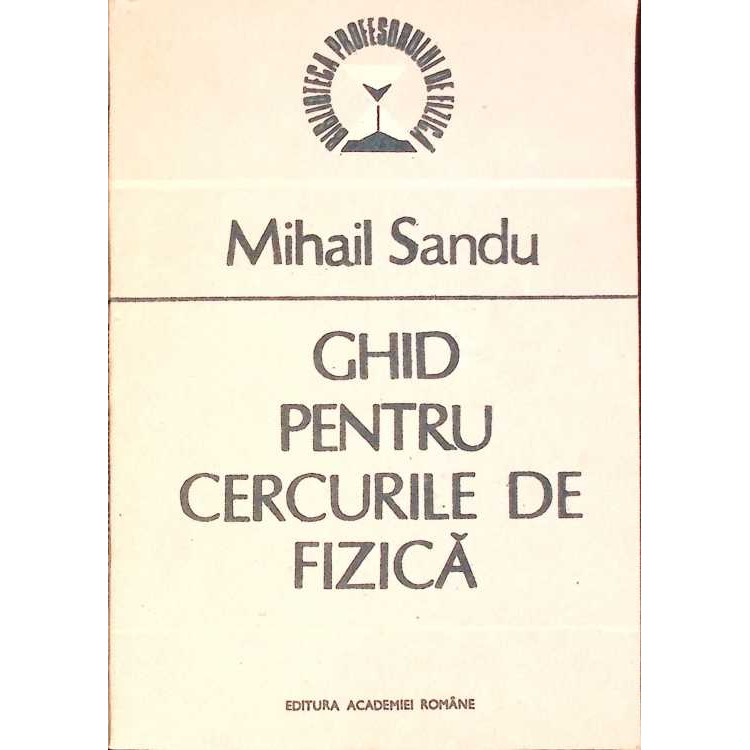 BIBLIOTECA PROFESORULUI DE FIZICĂ
Mihail Sandu
GHID
PENTRU
CERCURILE DE
FIZICĂ
EDITURA ACADEMIEI ROMÂNE